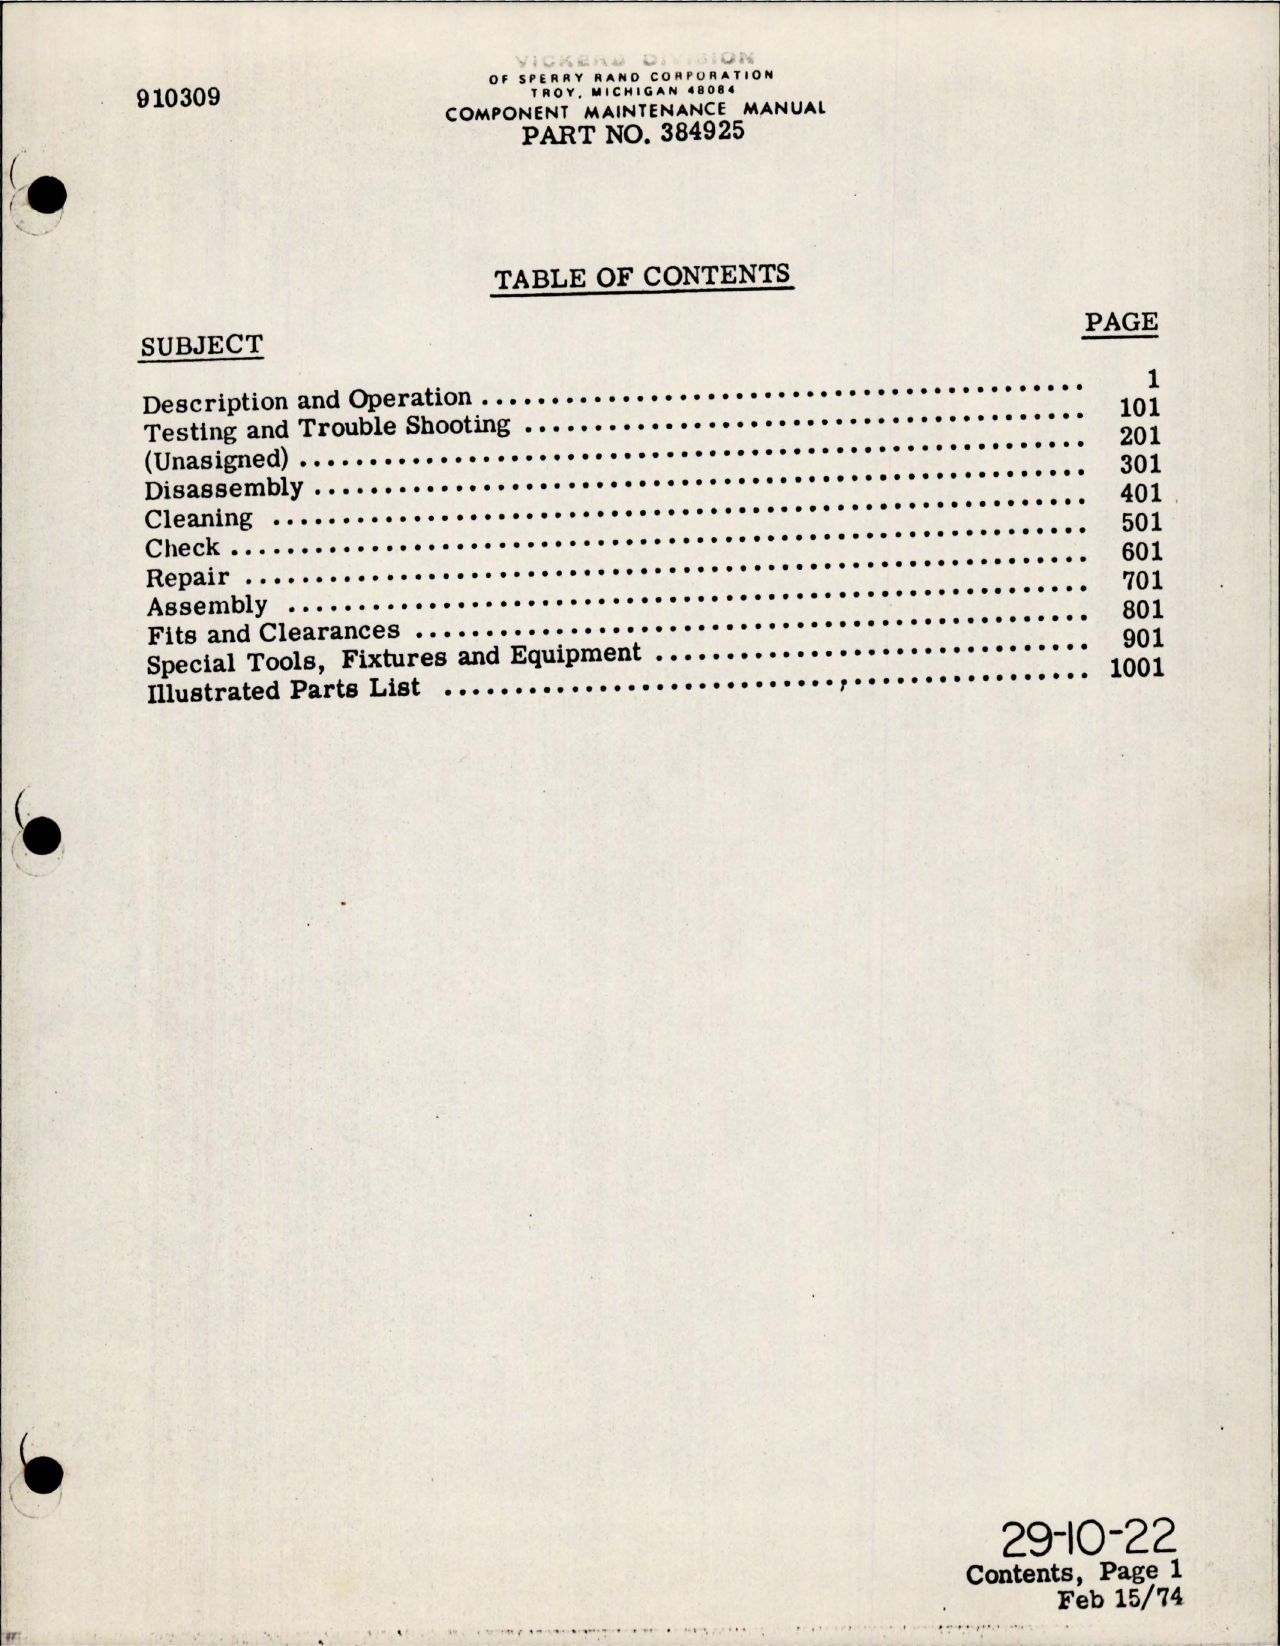 VICKERS DIVISION
OF SPERRY RAND CORPORATION
TROY, MICHIGAN 48084
910309
COMPONENT MAINTENANCE MANUAL
PART NO. 384925
TABLE OF CONTENTS
SUBJECT PAGE
Description and Operation 1
Testing and Trouble Shooting 101
(Unasigned) 201
Disassembly 301
Cleaning 401
Check 501
Repair 601
Assembly 701
Fits and Clearances 801
Special Tools, Fixtures and Equipment 901
Illustrated Parts List 1001
29-10-22
Contents, Page 1
Feb 15/74